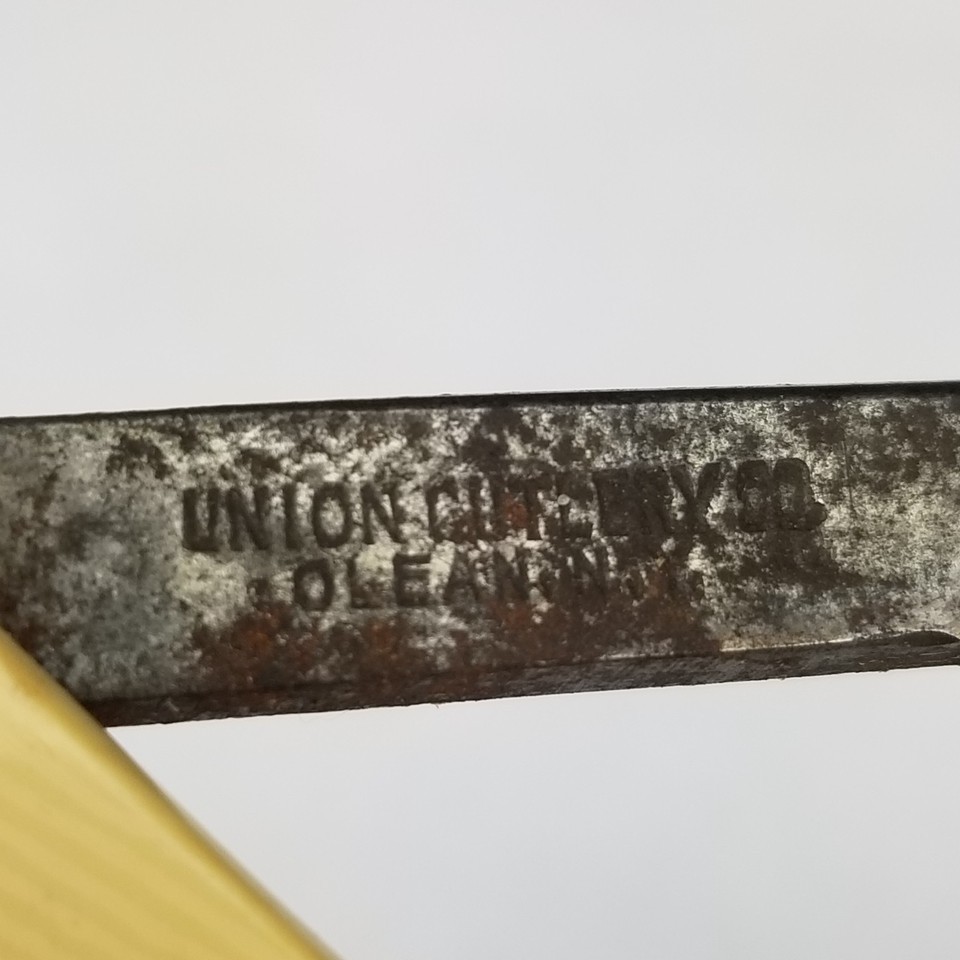 UNION CUTLERY CO.
OLEAN, N.